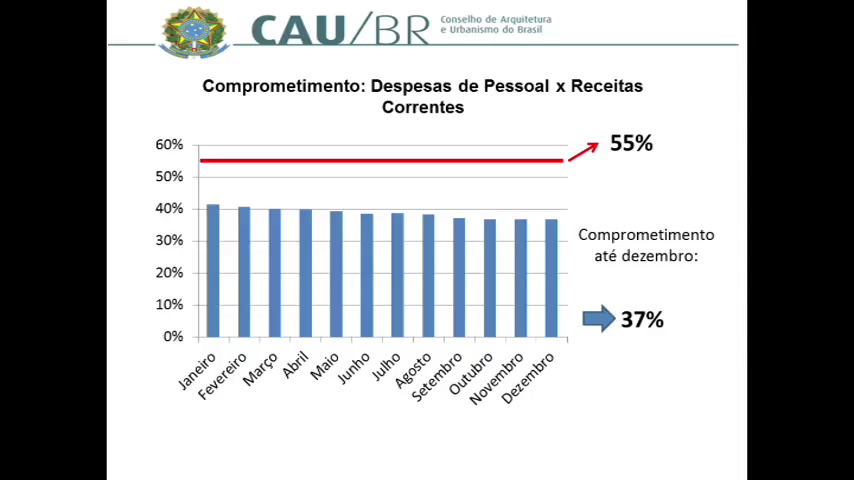 CAU/BR
Conselho de Arquitetura
e Urbanismo do Brasil
Comprometimento: Despesas de Pessoal x Receitas
Correntes
60%
50%
40%
30%
20%
10%
0%
55%
Comprometimento
até dezembro:
37%
Janeiro
Fevereiro
Março
Abril
Maio
Junho
Julho
Agosto
Setembro
Outubro
Novembro
Dezembro